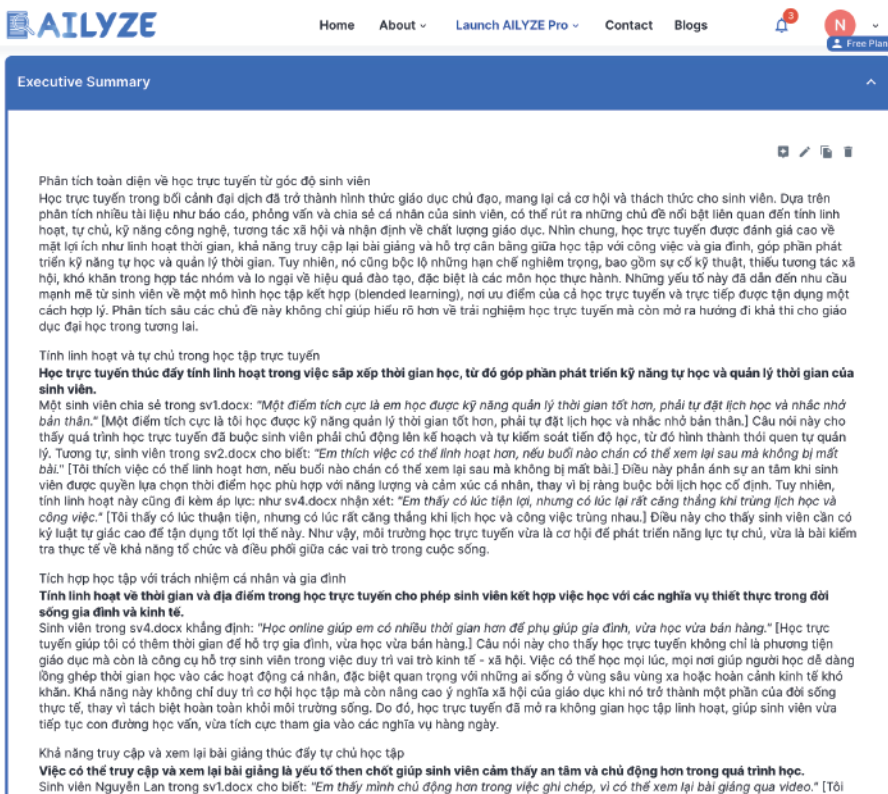 AILYZE
Home About Launch AILYZE Pro Contact Blogs 3 N
Free Plan
Executive Summary
Phân tích toàn diện về học trực tuyến từ góc độ sinh viên
Học trực tuyến trong bối cảnh đại dịch đã trở thành hình thức giáo dục chủ đạo, mang lại cả cơ hội và thách thức cho sinh viên. Dựa trên
phân tích nhiều tài liệu như báo cáo, phỏng vấn và chia sẻ cá nhân của sinh viên, có thể rút ra những chủ đề nổi bật liên quan đến tính linh
hoạt, tự chủ, kỹ năng công nghệ, tương tác xã hội và nhận định về chất lượng giáo dục. Nhìn chung, học trực tuyến được đánh giá cao về
mặt lợi ích như linh hoạt thời gian, khả năng truy cập lại bài giảng và hỗ trợ cân bằng giữa học tập với công việc và gia đình, góp phần phát
triển kỹ năng tự học và quản lý thời gian. Tuy nhiên, nó cũng bộc lộ những hạn chế nghiêm trọng, bao gồm sự cố kỹ thuật, thiếu tương tác xã
hội, khó khăn trong hợp tác nhóm và lo ngại về hiệu quả đào tạo, đặc biệt là các môn học thực hành. Những yếu tố này đã dẫn đến nhu cầu
mạnh mẽ từ sinh viên về một mô hình học tập kết hợp (blended learning), nơi ưu điểm của cả học trực tuyến và trực tiếp được tận dụng một
cách hợp lý. Phân tích sâu các chủ đề này không chỉ giúp hiểu rõ hơn về trải nghiệm học trực tuyến mà còn mở ra hướng đi khả thi cho giáo
dục đại học trong tương lai.
Tính linh hoạt và tự chủ trong học tập trực tuyến
Học trực tuyến thúc đẩy tính linh hoạt trong việc sắp xếp thời gian học, từ đó góp phần phát triển kỹ năng tự học và quản lý thời gian của
sinh viên.
Một sinh viên chia sẻ trong sv1.docx: "Một điểm tích cực là em học được kỹ năng quản lý thời gian tốt hơn, phải tự đặt lịch học và nhắc nhở
bản thân." [Một điểm tích cực là tôi học được kỹ năng quản lý thời gian tốt hơn, phải tự đặt lịch học và nhắc nhở bản thân.] Câu nói này cho
thấy quá trình học trực tuyến đã buộc sinh viên phải chủ động lên kế hoạch và tự kiểm soát tiến độ học, từ đó hình thành thói quen tự quản
lý. Tương tự, sinh viên trong sv2.docx cho biết: "Em thích việc có thể linh hoạt hơn, nếu buổi nào chán có thể xem lại sau mà không bị mất
bài." [Tôi thích việc có thể linh hoạt hơn, nếu buổi nào chán có thể xem lại sau mà không bị mất bài.] Điều này phản ánh sự an tâm khi sinh
viên được quyền lựa chọn thời điểm học phù hợp với năng lượng và cảm xúc cá nhân, thay vì bị ràng buộc bởi lịch học cố định. Tuy nhiên,
tính linh hoạt này cũng đi kèm áp lực: như sv4.docx nhận xét: "Em thấy có lúc tiện lợi, nhưng có lúc lại rất căng thẳng khi trùng lịch học và
công việc." [Tôi thấy có lúc thuận tiện, nhưng có lúc rất căng thẳng khi lịch học và công việc trùng nhau.] Điều này cho thấy sinh viên cần có
kỷ luật tự giác cao để tận dụng tốt lợi thế này. Như vậy, môi trường học trực tuyến vừa là cơ hội để phát triển năng lực tự chủ, vừa là bài kiểm
tra thực tế về khả năng tổ chức và điều phối giữa các vai trò trong cuộc sống.
Tích hợp học tập với trách nhiệm cá nhân và gia đình
Tính linh hoạt về thời gian và địa điểm trong học trực tuyến cho phép sinh viên kết hợp việc học với các nghĩa vụ thiết thực trong đời
sống gia đình và kinh tế.
Sinh viên trong sv4.docx khẳng định: "Học online giúp em có nhiều thời gian hơn để phụ giúp gia đình, vừa học vừa bán hàng." [Học trực
tuyến giúp tôi có thêm thời gian để hỗ trợ gia đình, vừa học vừa bán hàng.] Câu nói này cho thấy học trực tuyến không chỉ là phương tiện
giáo dục mà còn là công cụ hỗ trợ sinh viên trong việc duy trì vai trò kinh tế - xã hội. Việc có thể học mọi lúc, mọi nơi giúp người học dễ dàng
lồng ghép thời gian học vào các hoạt động cá nhân, đặc biệt quan trọng với những ai sống ở vùng sâu vùng xa hoặc hoàn cảnh kinh tế khó
khăn. Khả năng này không chỉ duy trì cơ hội học tập mà còn nâng cao ý nghĩa xã hội của giáo dục khi nó trở thành một phần của đời sống
thực tế, thay vì tách biệt hoàn toàn khỏi môi trường sống. Do đó, học trực tuyến đã mở ra không gian học tập linh hoạt, giúp sinh viên vừa
tiếp tục con đường học vấn, vừa tích cực tham gia vào các nghĩa vụ hàng ngày.
Khả năng truy cập và xem lại bài giảng thúc đẩy tự chủ học tập
Việc có thể truy cập và xem lại bài giảng là yếu tố then chốt giúp sinh viên cảm thấy an tâm và chủ động hơn trong quá trình học.
Sinh viên Nguyễn Lan trong sv1.docx cho biết: "Em thấy mình chủ động hơn trong việc ghi chép, vì có thể xem lại bài giảng qua video." [Tôi